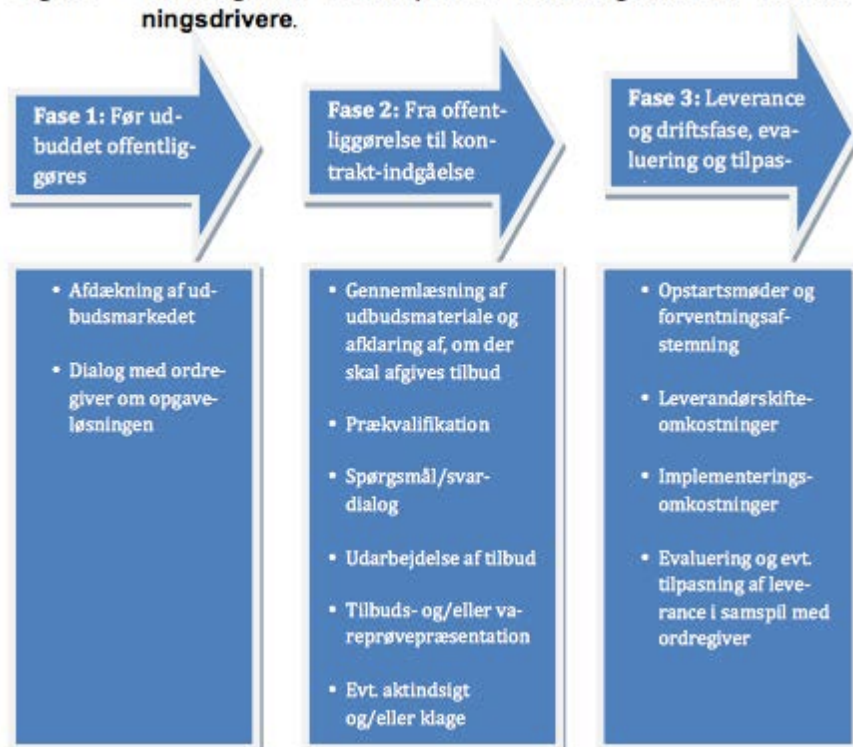 ningsdrivere.
Fase 1: Før ud-
buddet offentlig-
gøres
Fase 2: Fra offent-
liggørelse til kon-
trakt-indgåelse
Fase 3: Leverance
og driftsfase, eva-
luering og tilpas-
• Afdækning af ud-
budsmarkedet
• Dialog med ordre-
giver om opgave-
løsningen
• Gennemlæsning af
udbudsmateriale og
afklaring af, om der
skal afgives tilbud
• Prækvalifikation
• Spørgsmål/svar-
dialog
• Udarbejdelse af tilbud
• Tilbuds- og/eller va-
reprøvepræsentation
• Evt. aktindsigt
og/eller klage
• Opstartsmøder og
forventningsaf-
stemning
• Leverandørskifte-
omkostninger
• Implementerings-
omkostninger
• Evaluering og evt.
tilpasning af leve-
rance i samspil med
ordregiver